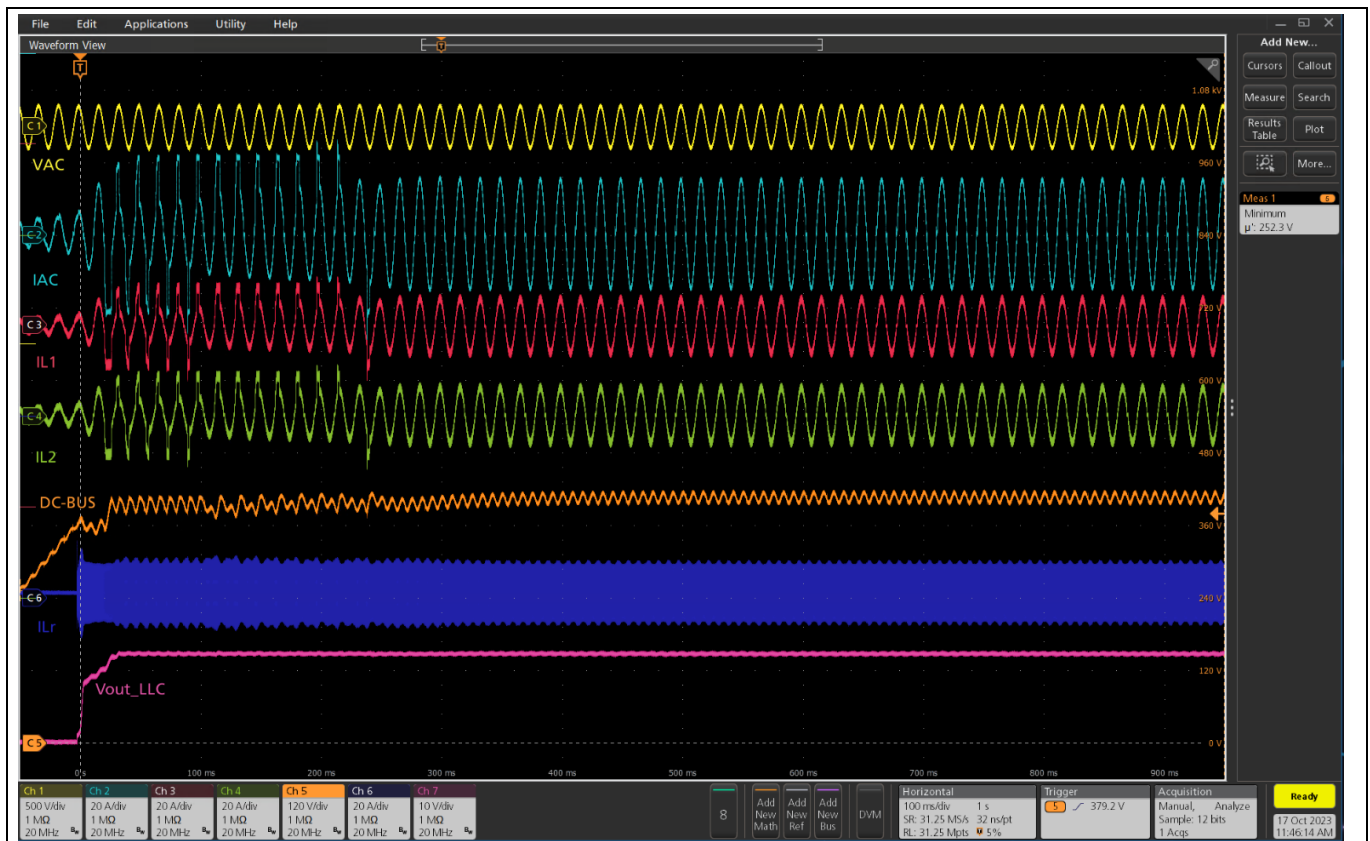 File Edit Applications Utility Help
Waveform View
Add New...
Cursors Callout
Measure Search
Results Table Plot
More...
Meas 1 5
Minimum
µ': 252.3 V
T
T
1.08 kV
C1
VAC
960 V
C2
840 V
IAC
720 V
C3
IL1
600 V
C4
IL2
480 V
DC-BUS
360 V
C6
240 V
ILr
120 V
Vout_LLC
C5
0 V
0 s 100 ms 200 ms 300 ms 400 ms 500 ms 600 ms 700 ms 800 ms 900 ms
Ch 1
500 V/div
1 MΩ
20 MHz Bw
Ch 2
20 A/div
1 MΩ
20 MHz Bw
Ch 3
20 A/div
1 MΩ
20 MHz Bw
Ch 4
20 A/div
1 MΩ
20 MHz Bw
Ch 5
120 V/div
1 MΩ
20 MHz Bw
Ch 6
20 A/div
1 MΩ
20 MHz Bw
Ch 7
10 V/div
1 MΩ
20 MHz Bw
8
Add New Math
Add New Ref
Add New Bus
DVM
Horizontal
100 ms/div 1 s
SR: 31.25 MS/s 32 ns/pt
RL: 31.25 Mpts 5%
Trigger
5 379.2 V
Acquisition
Manual, Analyze
Sample: 12 bits
1 Acqs
Ready
17 Oct 2023
11:46:14 AM